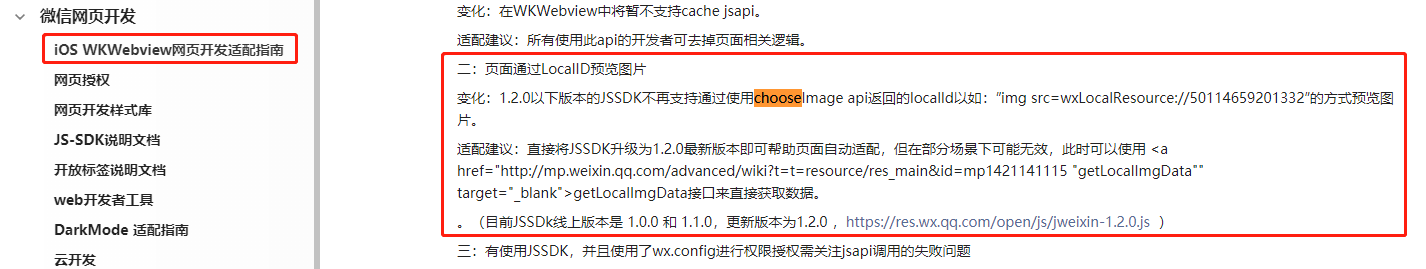 微信网页开发
iOS WKWebview网页开发适配指南
网页授权
网页开发样式库
JS-SDK说明文档
开放标签说明文档
web开发者工具
DarkMode 适配指南
云开发
变化：在WKWebview中将暂不支持cache jsapi。
适配建议：所有使用此api的开发者可去掉页面相关逻辑。
二：页面通过LocalID预览图片
变化：1.2.0以下版本的JSSDK不再支持通过使用chooseImage api返回的localId以如：”img src=wxLocalResource://50114659201332”的方式预览图
片。
适配建议：直接将JSSDK升级为1.2.0最新版本即可帮助页面自动适配，但在部分场景下可能无效，此时可以使用 <a
href="http://mp.weixin.qq.com/advanced/wiki?t=t=resource/res_main&id=mp1421141115 "getLocalImgData""
target="_blank">getLocalImgData接口来直接获取数据。
。（目前JSSDk线上版本是 1.0.0 和 1.1.0，更新版本为1.2.0 ，https://res.wx.qq.com/open/js/jweixin-1.2.0.js ）
三：有使用JSSDK，并且使用了wx.config进行权限授权需关注jsapi调用的失败问题